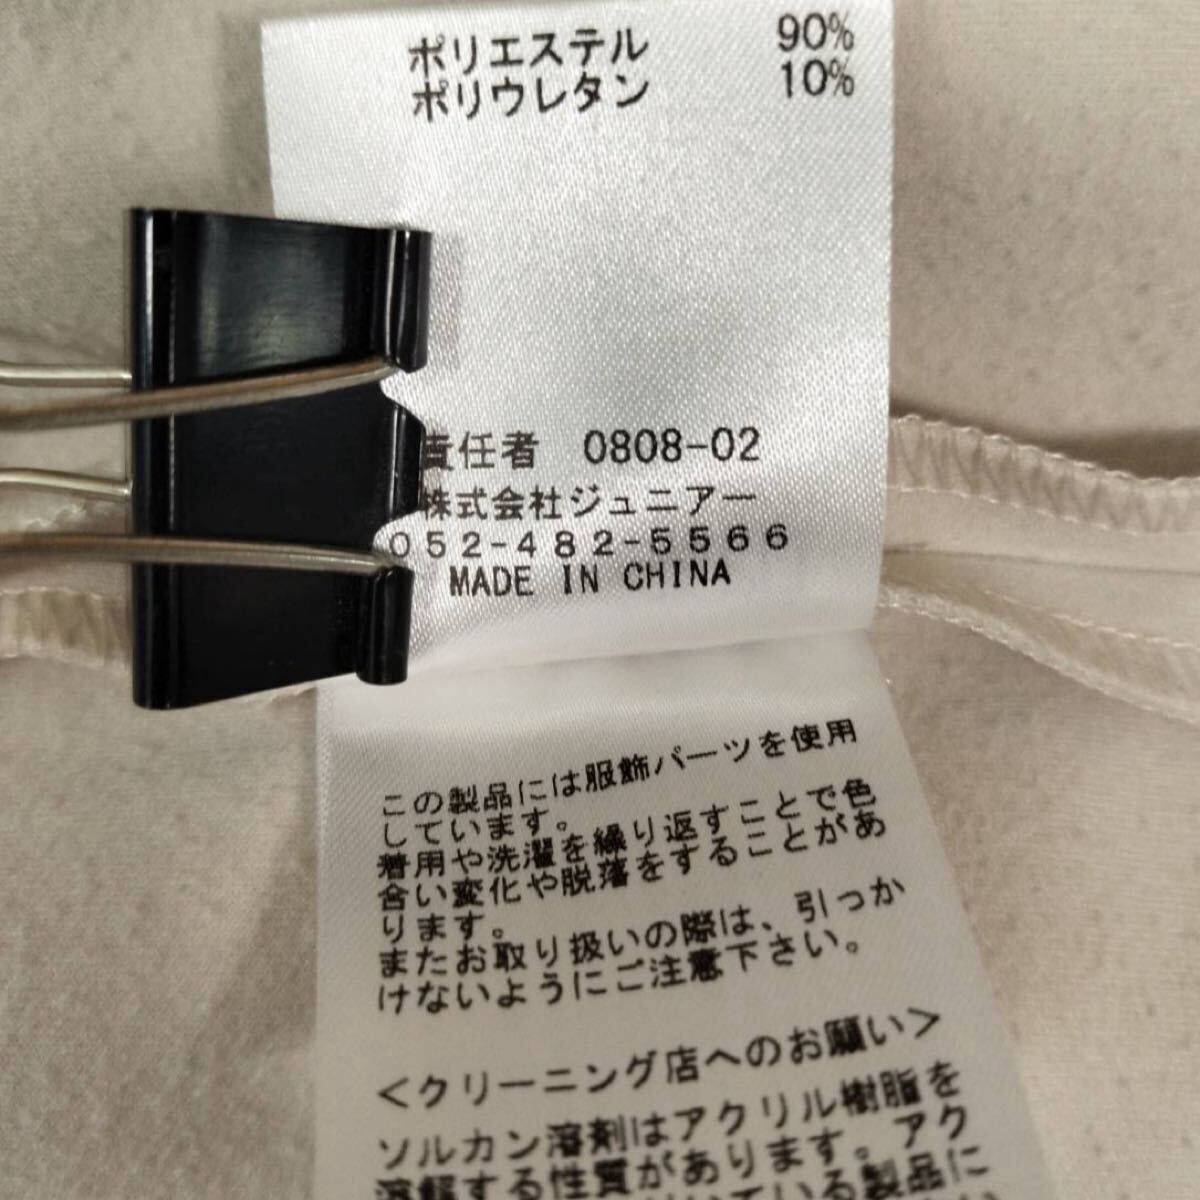 ポリエステル 90%
ポリウレタン 10%
責任者 0808-02
株式会社ジュニアー
052-482-5566
MADE IN CHINA
この製品には服飾パーツを使用
しています。
着用や洗濯を繰り返すことで色
合い変化や脱落をすることがあ
ります。
またお取り扱いの際は、引っか
けないようにご注意下さい。
<クリーニング店へのお願い>
ソルカン溶剤はアクリル樹脂を
溶解する性質があります。アク
いている製品に